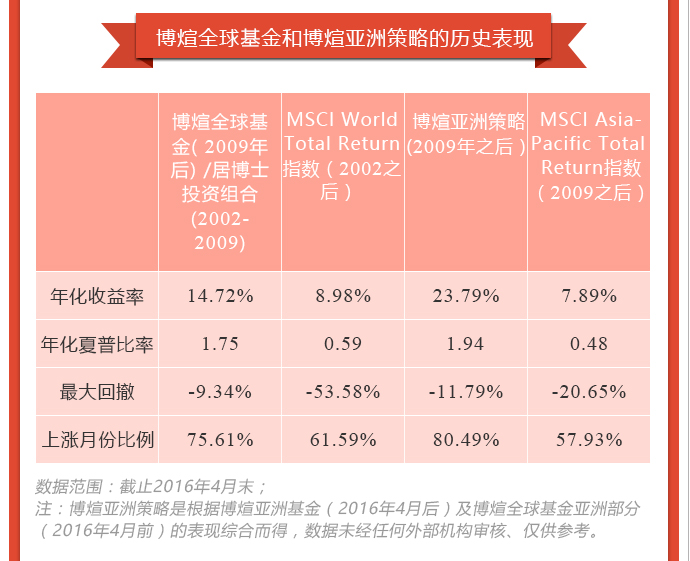 博煊全球基金和博煊亚洲策略的历史表现
博煊全球基
金( 2009年
后) /居博士
投资组合
(2002-
2009)
MSCI World
Total Return
指数（2002之
后）
博煊亚洲策略
(2009年之后）
MSCI Asia-
Pacific Total
Return指数
（2009之后）
年化收益率 14.72% 8.98% 23.79% 7.89%
年化夏普比率 1.75 0.59 1.94 0.48
最大回撤 -9.34% -53.58% -11.79% -20.65%
上涨月份比例 75.61% 61.59% 80.49% 57.93%
数据范围：截止2016年4月末；
注：博煊亚洲策略是根据博煊亚洲基金（2016年4月后）及博煊全球基金亚洲部分
（2016年4月前）的表现综合而得，数据未经任何外部机构审核、仅供参考。